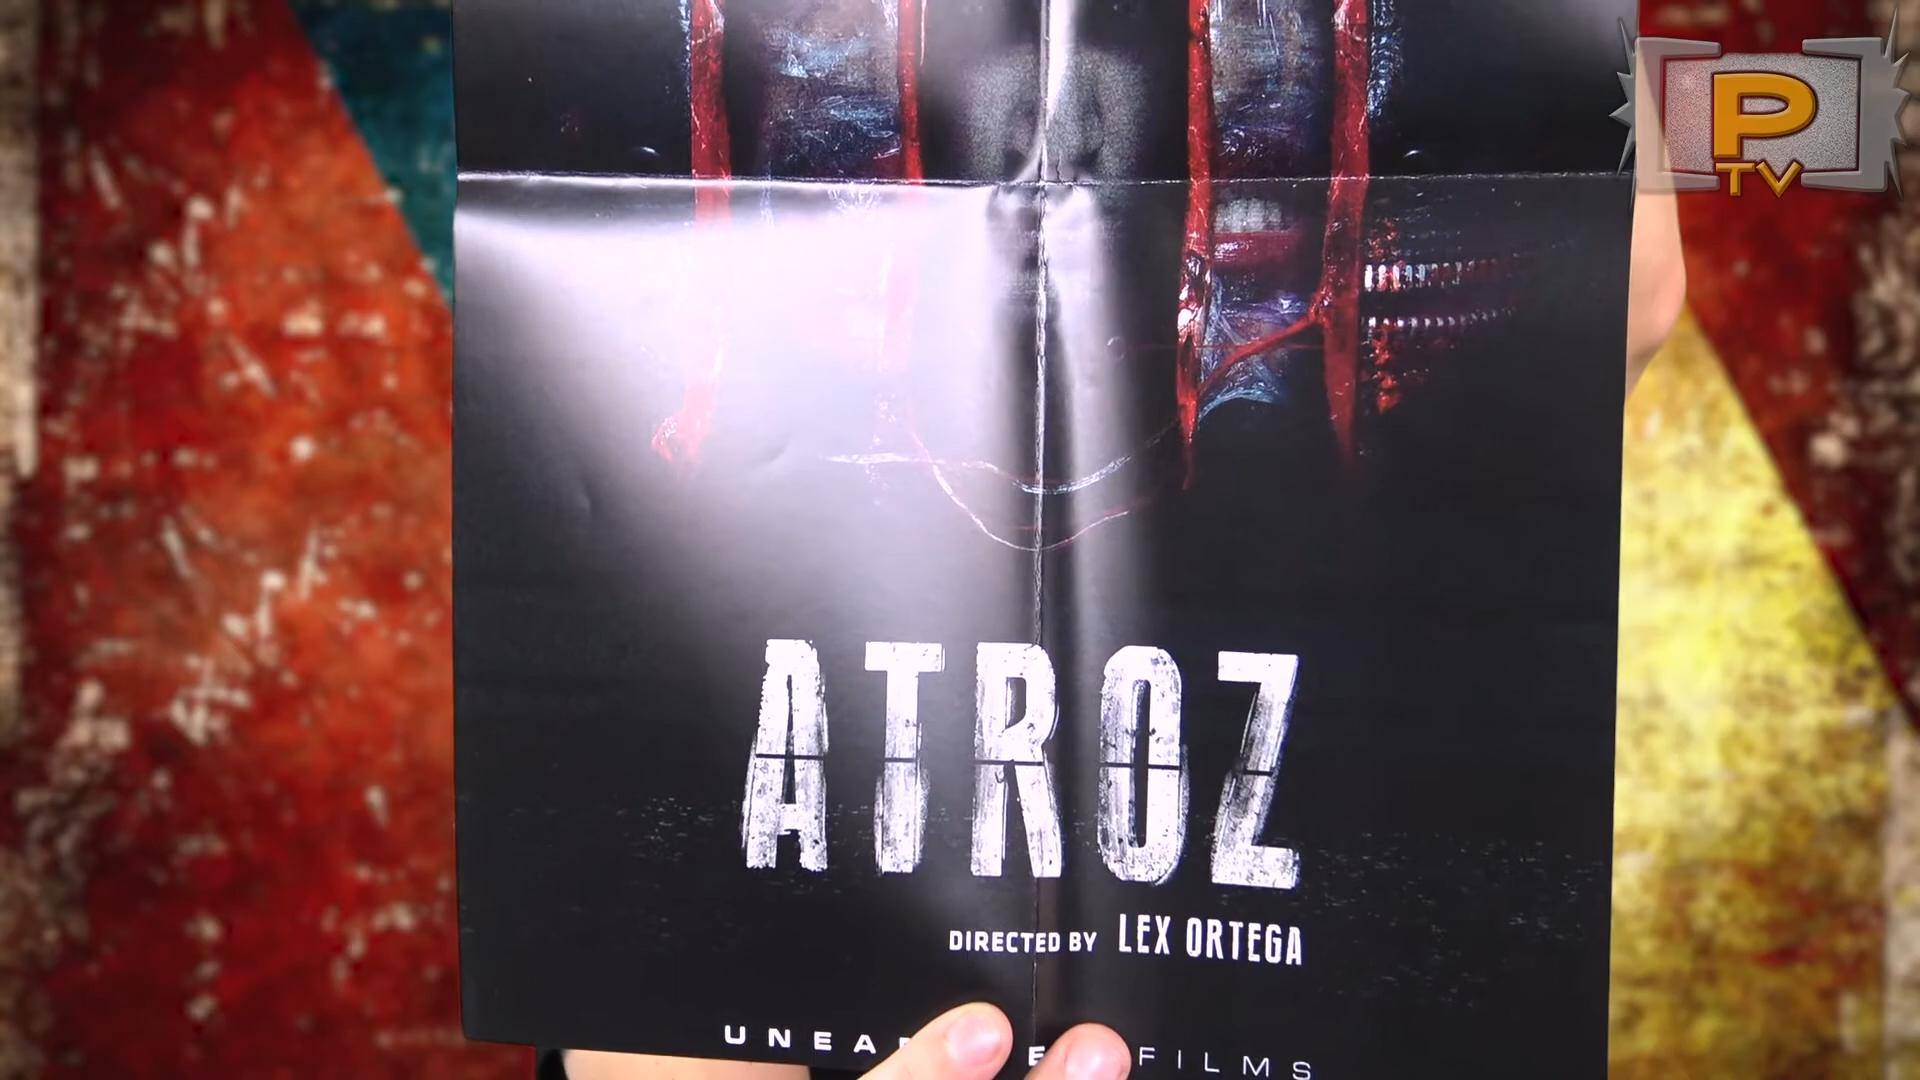 P
TV
ATROZ
DIRECTED BY LEX ORTEGA
FILMS